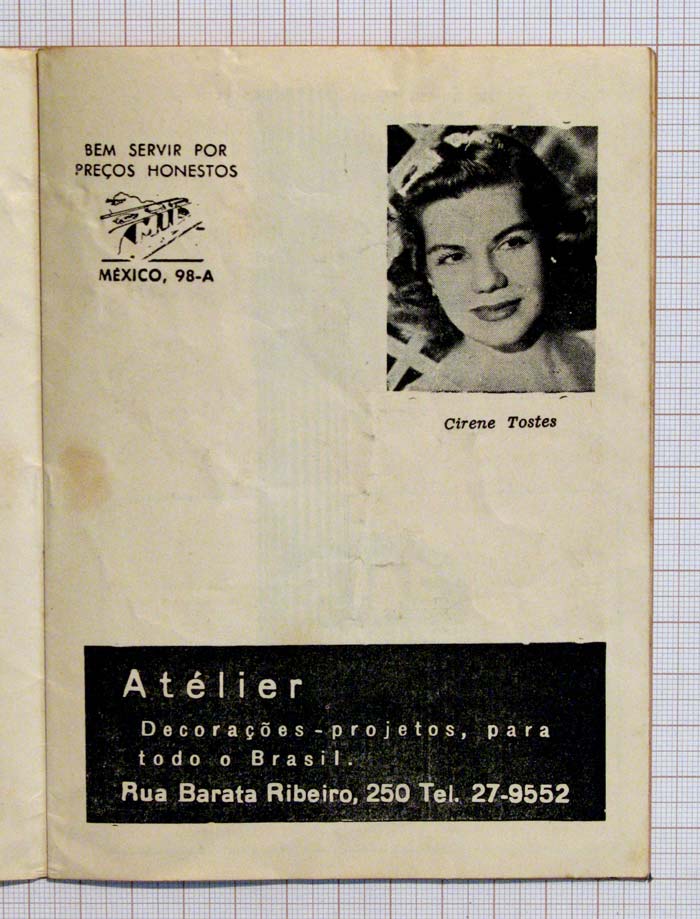 BEM SERVIR POR
PREÇOS HONESTOS
MÉXICO, 98-A
Cirene Tostes
Atélier
Decorações-projetos, para
todo o Brasil.
Rua Barata Ribeiro, 250 Tel. 27-9552